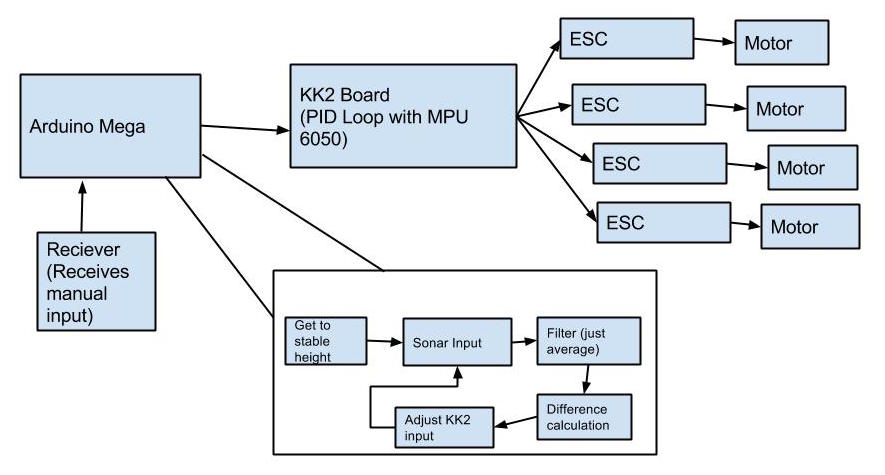 ESC
Motor
KK2 Board
(PID Loop with MPU
6050)
Arduino Mega
ESC
Motor
ESC
Motor
ESC
Motor
Reciever
(Receives
manual
input)
Get to
stable
height
Sonar Input
Filter (just
average)
Adjust KK2
input
Difference
calculation